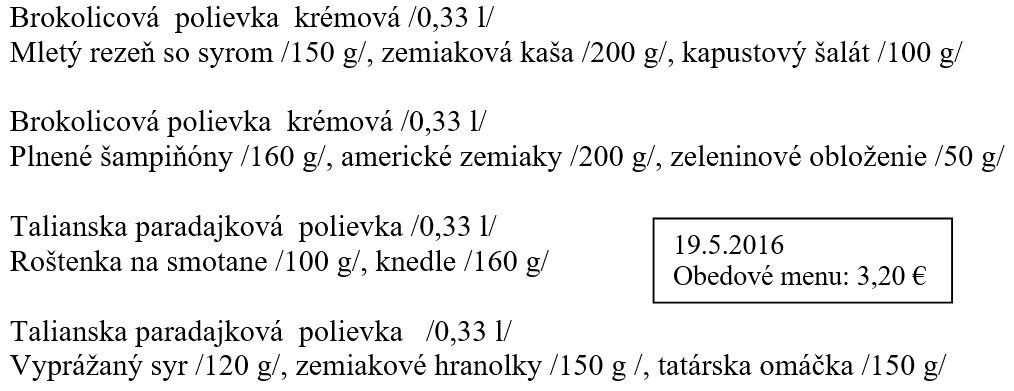 Brokolicová  polievka  krémová /0,33 l/
Mletý rezeň so syrom /150 g/, zemiaková kaša /200 g/, kapustový šalát /100 g/
Brokolicová polievka  krémová /0,33 l/
Plnené šampiňóny /160 g/, americké zemiaky /200 g/, zeleninové obloženie /50 g/
Talianska paradajková  polievka /0,33 l/
Roštenka na smotane /100 g/, knedle /160 g/
19.5.2016
Obedové menu: 3,20 €
Talianska paradajková  polievka   /0,33 l/
Vyprážaný syr /120 g/, zemiakové hranolky /150 g /, tatárska omáčka /150 g/